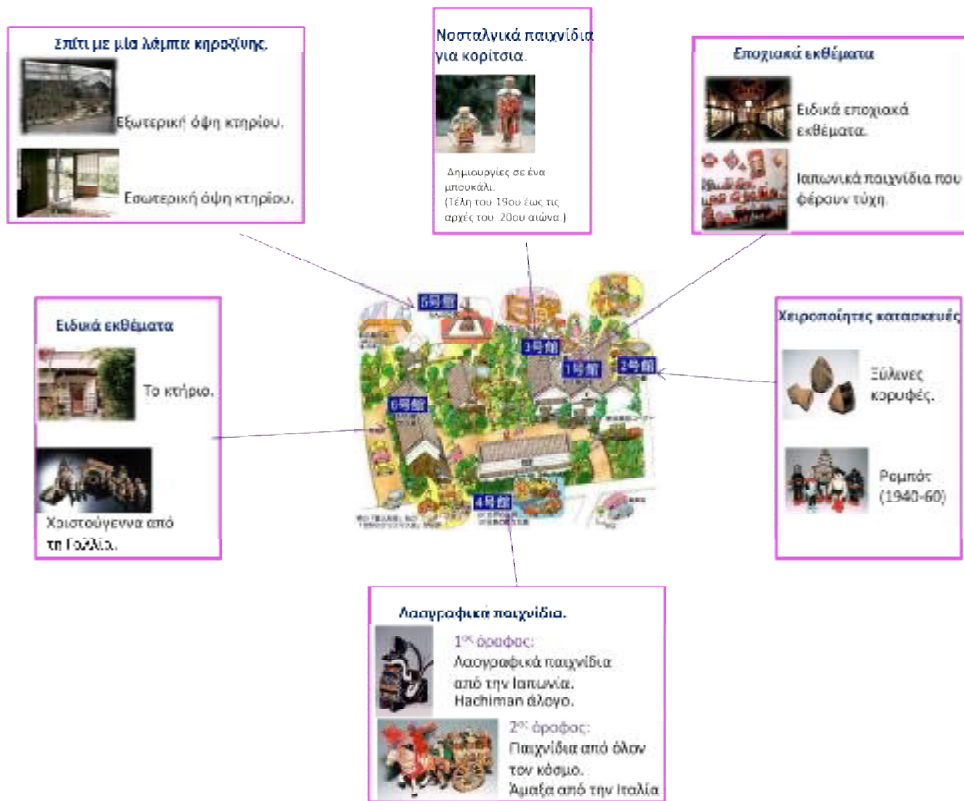 Σπίτι με μία λάμπα κηροζίνης.
Εξωτερική όψη κτηρίου.
Εσωτερική όψη κτηρίου.
Νοσταλγικά παιχνίδια
για κορίτσια.
Δημιουργίες σε ένα
μπουκάλι.
(Τέλη του 19ου έως τις
αρχές του 20ου αιώνα )
Εποχιακά εκθέματα
Ειδικά εποχιακά
εκθέματα.
Ιαπωνικά παιχνίδια που
φέρουν τύχη.
Ειδικά εκθέματα
Το κτήριο.
Χριστούγεννα από
τη Γαλλία.
5号館
3号館
1号館
2号館
6号館
4号館
Χειροποίητες κατασκευές
Ξύλινες
κορυφές.
Ρομπότ
(1940-60)
Λαογραφικά παιχνίδια.
1ος όροφος:
Λαογραφικά παιχνίδια
από την Ιαπωνία.
Hachiman άλογο.
2ος όροφος:
Παιχνίδια από όλον
τον κόσμο.
Άμαξα από την Ιταλία